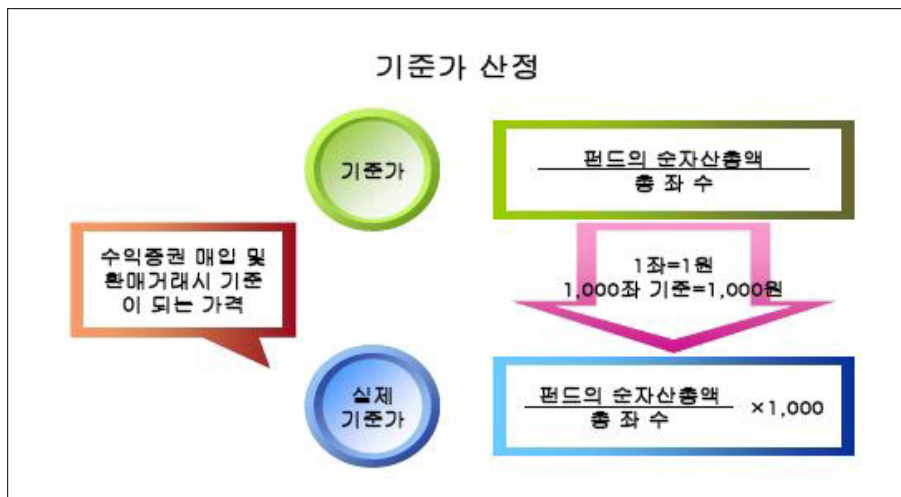 기준가 산정
기준가
펀드의 순자산총액
총 좌 수
수익증권 매입 및
환매거래시 기준
이 되는 가격
1좌=1원
1,000좌 기준=1,000원
실제
기준가
펀드의 순자산총액
총 좌 수
×1,000